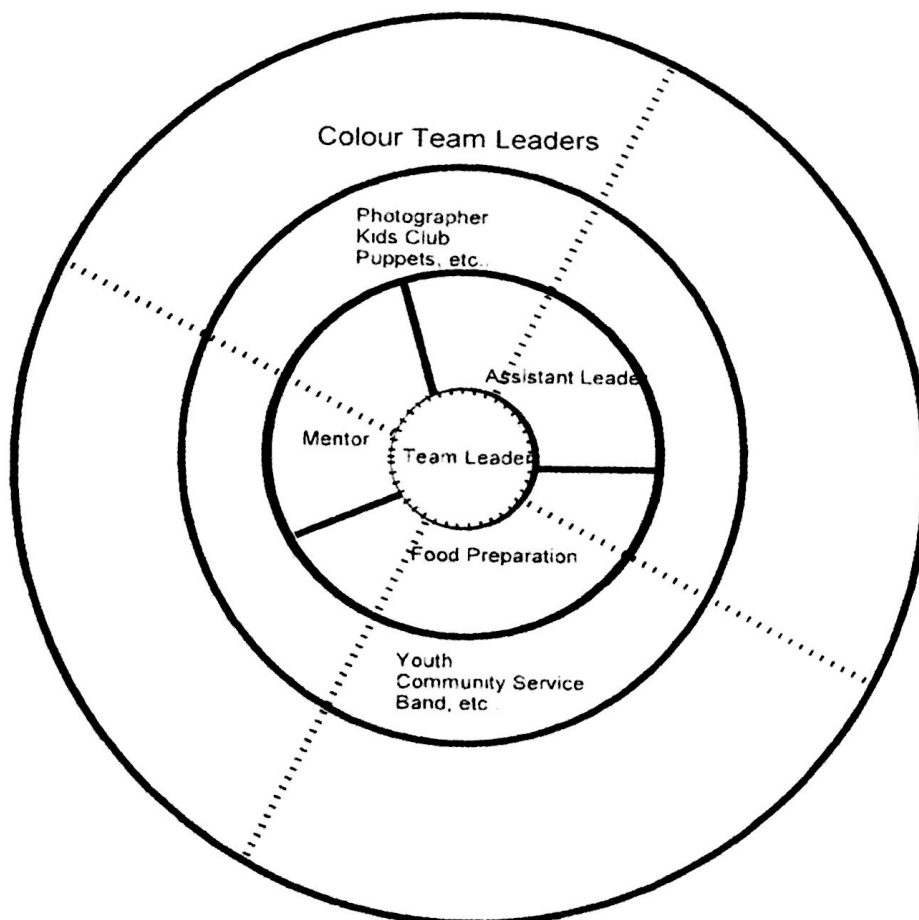 Colour Team Leaders
Photographer
Kids Club
Puppets, etc..
Assistant Leader
Mentor
Team Leader
Food Preparation
Youth
Community Service
Band, etc